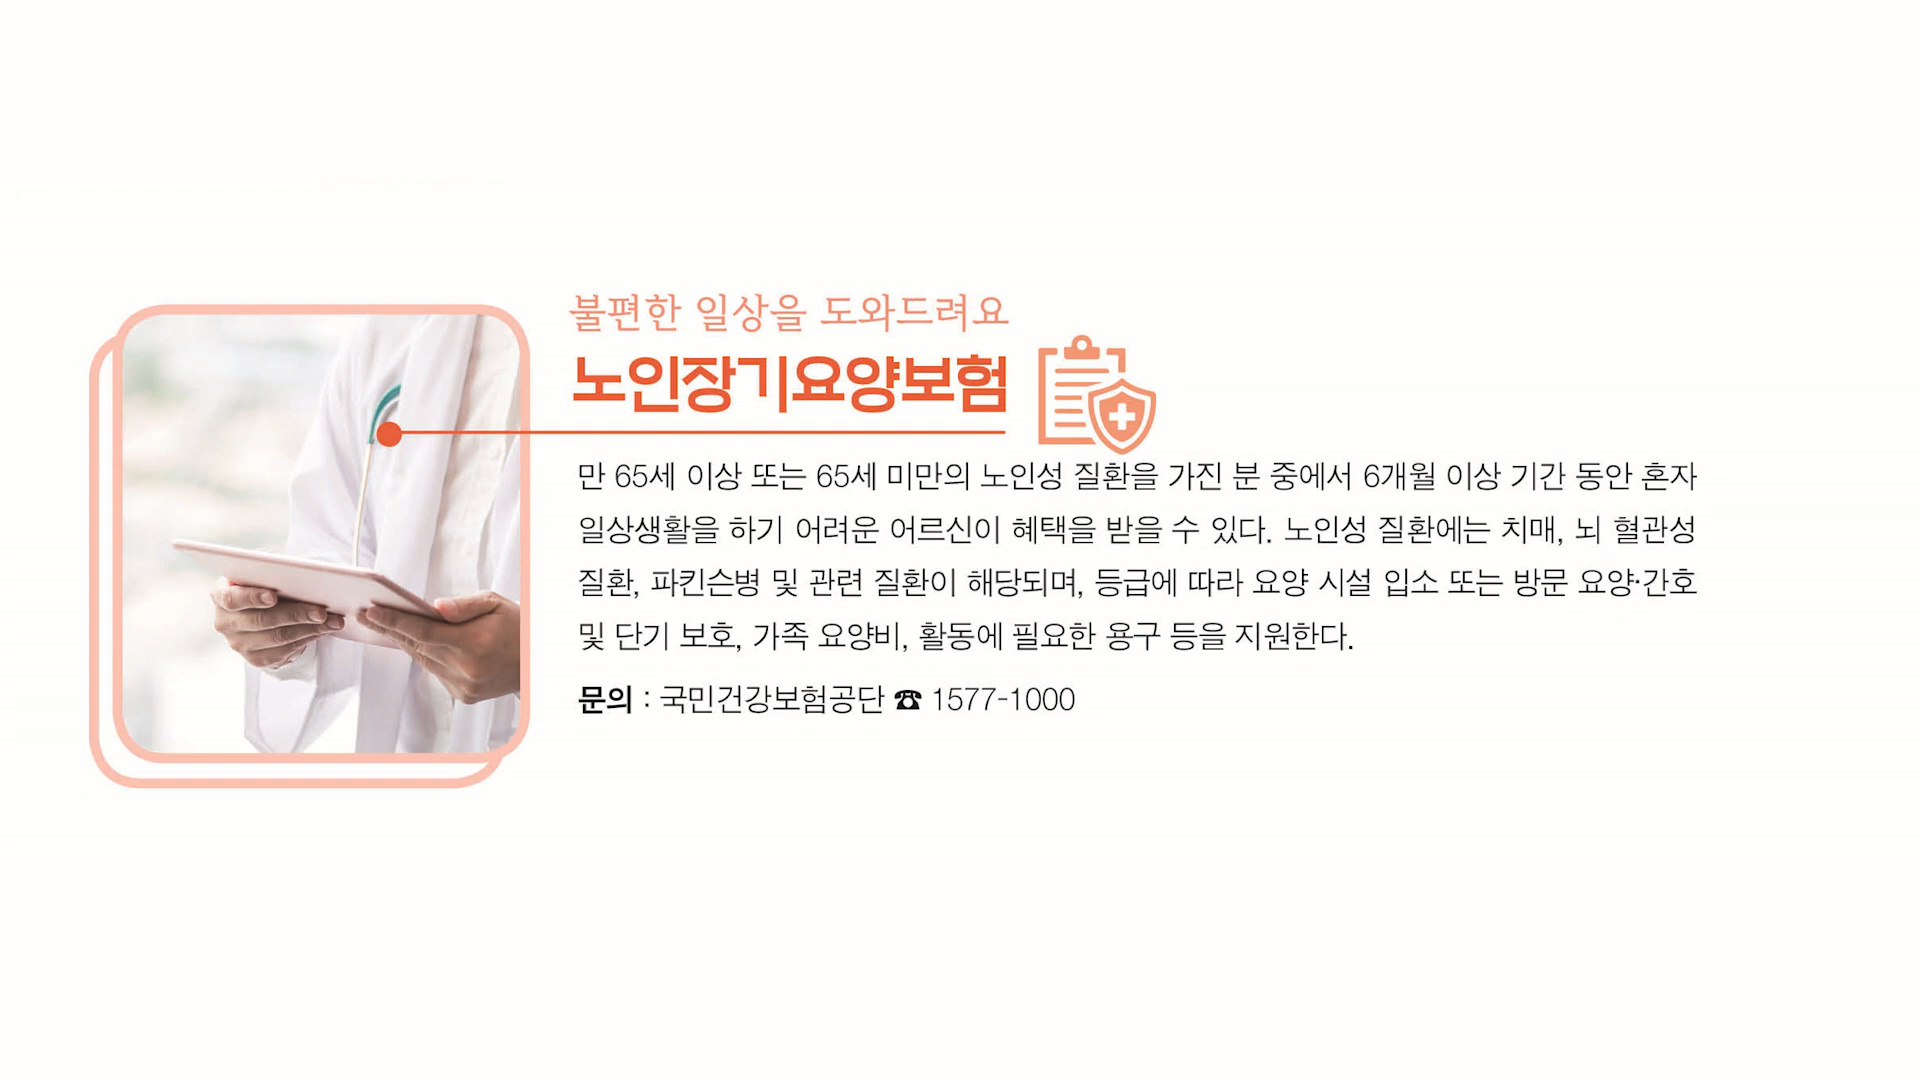 불편한 일상을 도와드려요
노인장기요양보험
만 65세 이상 또는 65세 미만의 노인성 질환을 가진 분 중에서 6개월 이상 기간 동안 혼자
일상생활을 하기 어려운 어르신이 혜택을 받을 수 있다. 노인성 질환에는 치매, 뇌 혈관성
질환, 파킨슨병 및 관련 질환이 해당되며, 등급에 따라 요양 시설 입소 또는 방문 요양·간호
및 단기 보호, 가족 요양비, 활동에 필요한 용구 등을 지원한다.
문의 : 국민건강보험공단 ☎ 1577-1000